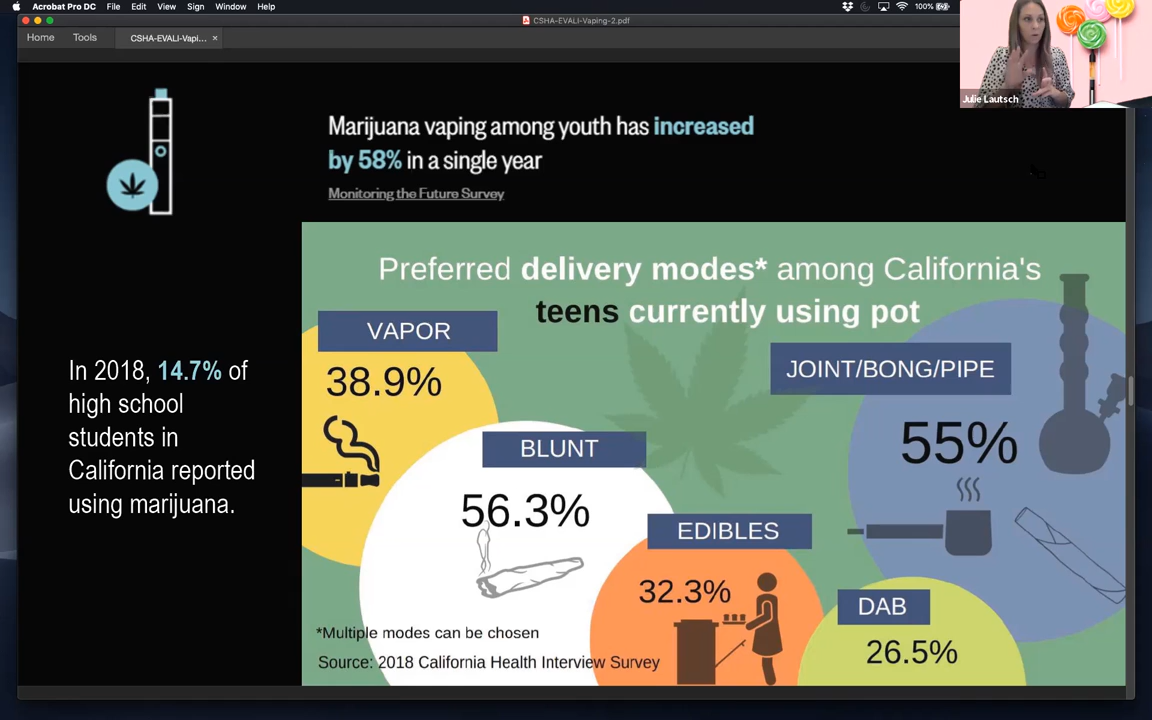 Acrobat Pro DC File Edit View Sign Window Help 100%
CSHA-EVALI-Vaping-2.pdf
Home Tools CSHA-EVALI-Vapi... ×
Julie Lautsch
Marijuana vaping among youth has increased
by 58% in a single year
Monitoring the Future Survey
In 2018, 14.7% of
high school
students in
California reported
using marijuana.
Preferred delivery modes* among California's
teens currently using pot
VAPOR
38.9%
JOINT/BONG/PIPE
55%
BLUNT
56.3%
EDIBLES
32.3%
DAB
26.5%
*Multiple modes can be chosen
Source: 2018 California Health Interview Survey